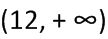 (12, + ∞)